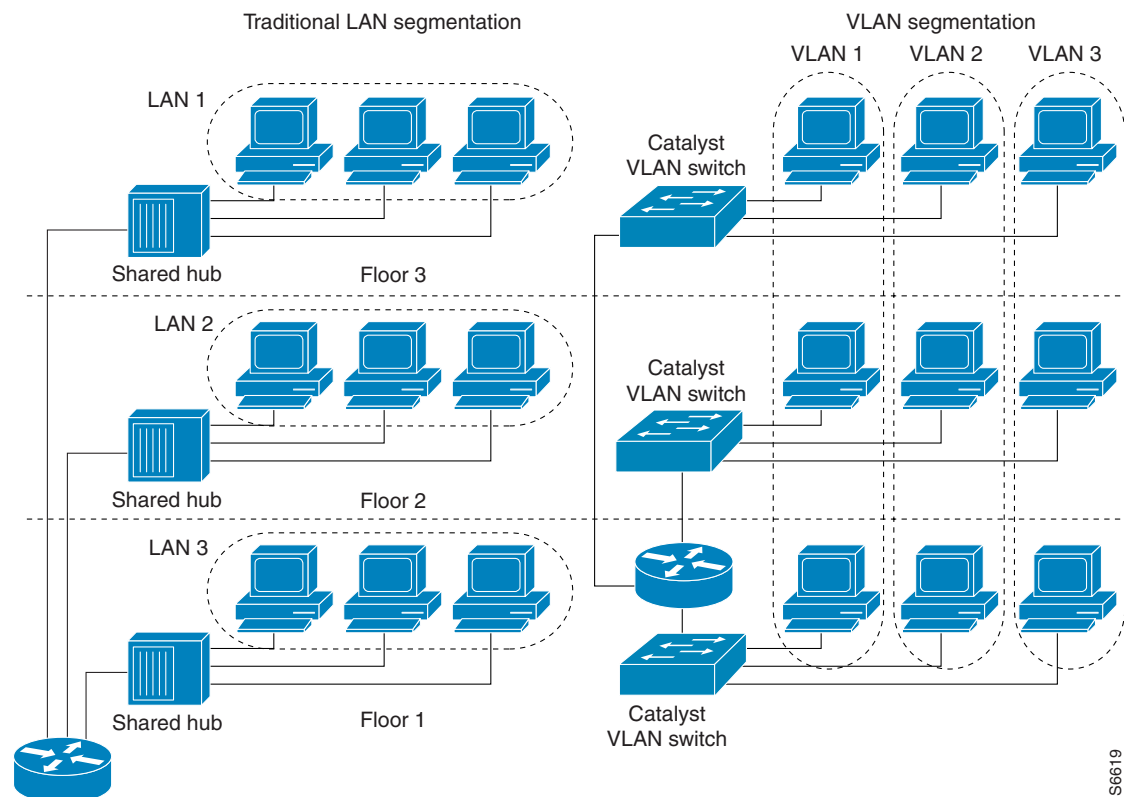 Traditional LAN segmentation
VLAN segmentation
VLAN 1
VLAN 2
VLAN 3
LAN 1
Catalyst
VLAN switch
Shared hub
Floor 3
LAN 2
Catalyst
VLAN switch
Shared hub
Floor 2
LAN 3
Shared hub
Floor 1
Catalyst
VLAN switch
S6619